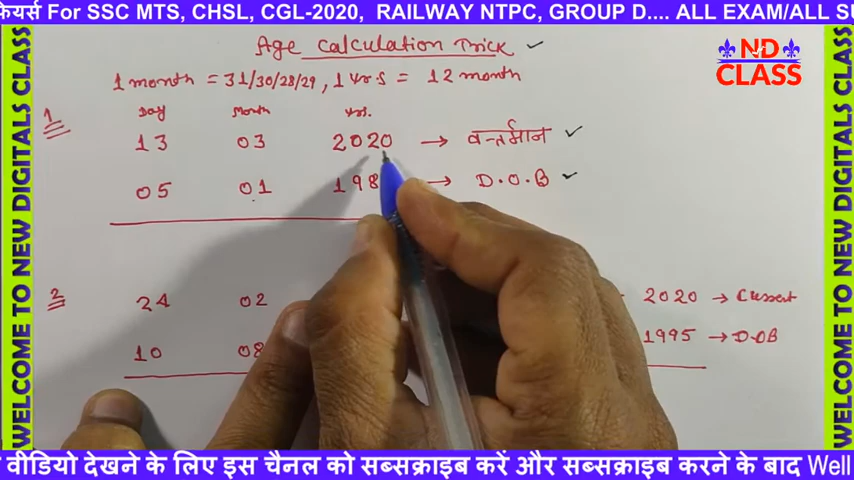 क्यर्स For SSC MTS, CHSL, CGL-2020, RAILWAY NTPC, GROUP D.... ALL EXAM/ALL SU
Age Calculation Trick ✓
ND
CLASS
1 month = 31/30/28/29, 1 Yrs = 12 month
Day Month Yrs.
1
13 03 2020 → वर्तमान ✓
05 01 198 → D.O.B ✓
2
24 02 2020 → Current
10 08 1995 → D.O.B
WELCOME TO NEW DIGITALS CLASS
WELCOME TO NEW DIGITALS CLASS
वीडियो देखने के लिए इस चैनल को सब्सक्राइब करें और सब्सक्राइब करने के बाद Well